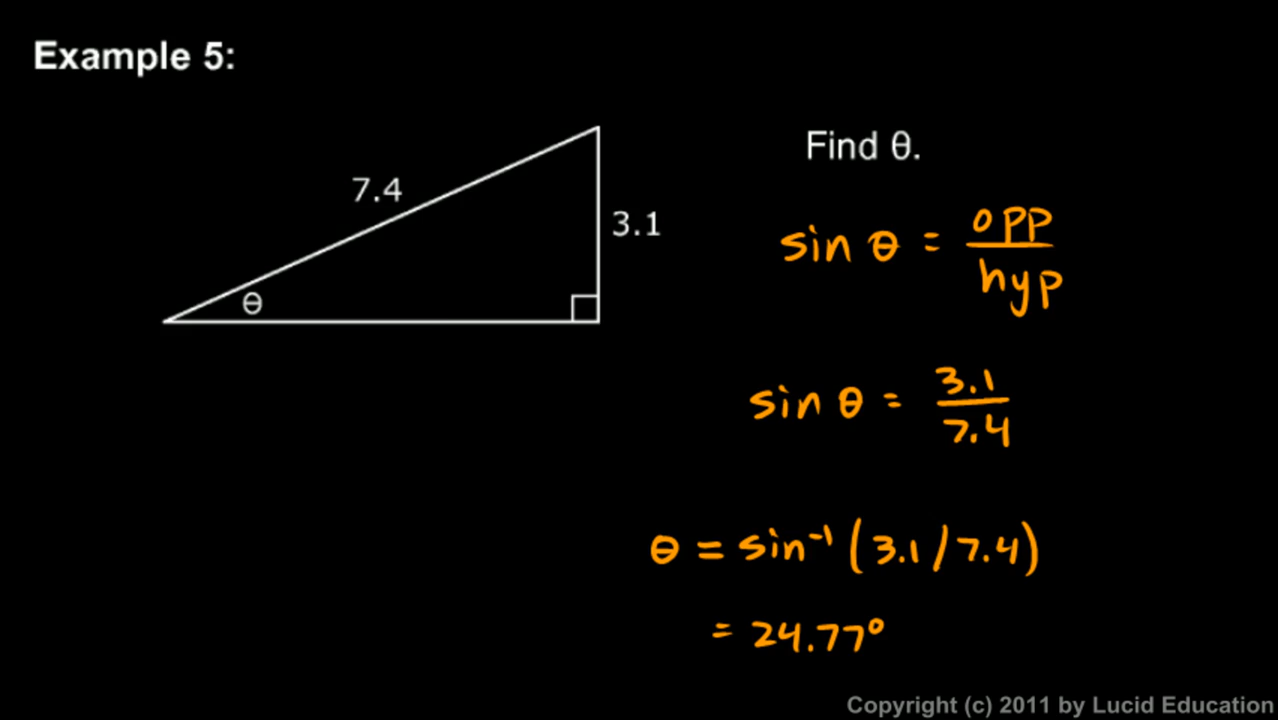 Example 5:
Find θ.
7.4
3.1
θ
sin θ = opp/hyp
sin θ = 3.1/7.4
θ = sin⁻¹ (3.1/7.4)
= 24.77°
Copyright (c) 2011 by Lucid Education